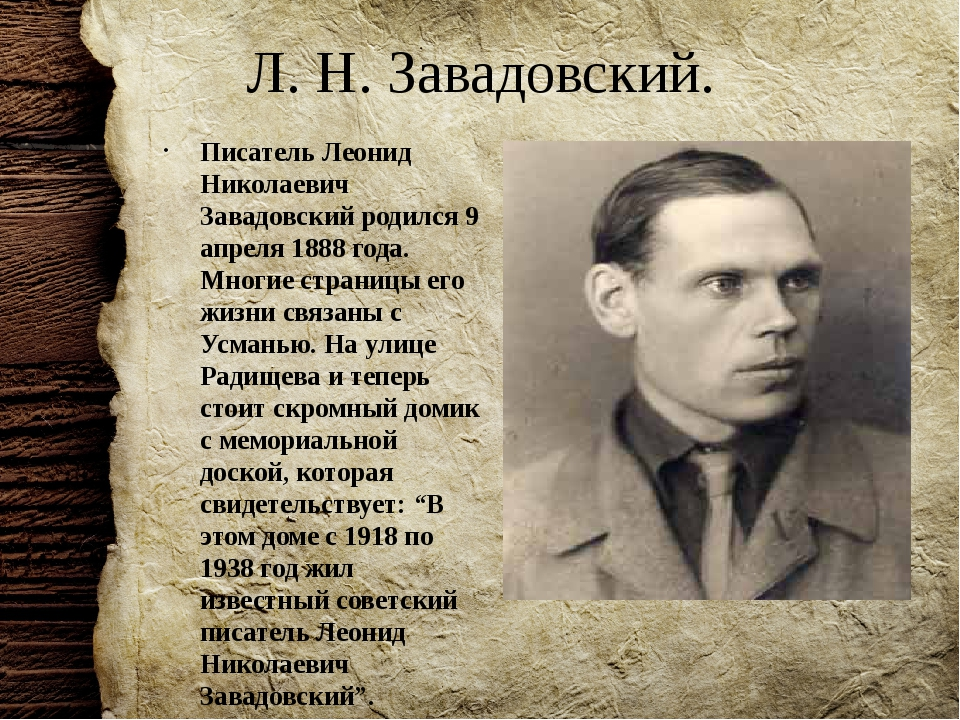 Л. Н. Завадовский.
• Писатель Леонид
Николаевич
Завадовский родился 9
апреля 1888 года.
Многие страницы его
жизни связаны с
Усманью. На улице
Радищева и теперь
стоит скромный домик
с мемориальной
доской, которая
свидетельствует: “В
этом доме с 1918 по
1938 год жил
известный советский
писатель Леонид
Николаевич
Завадовский”.